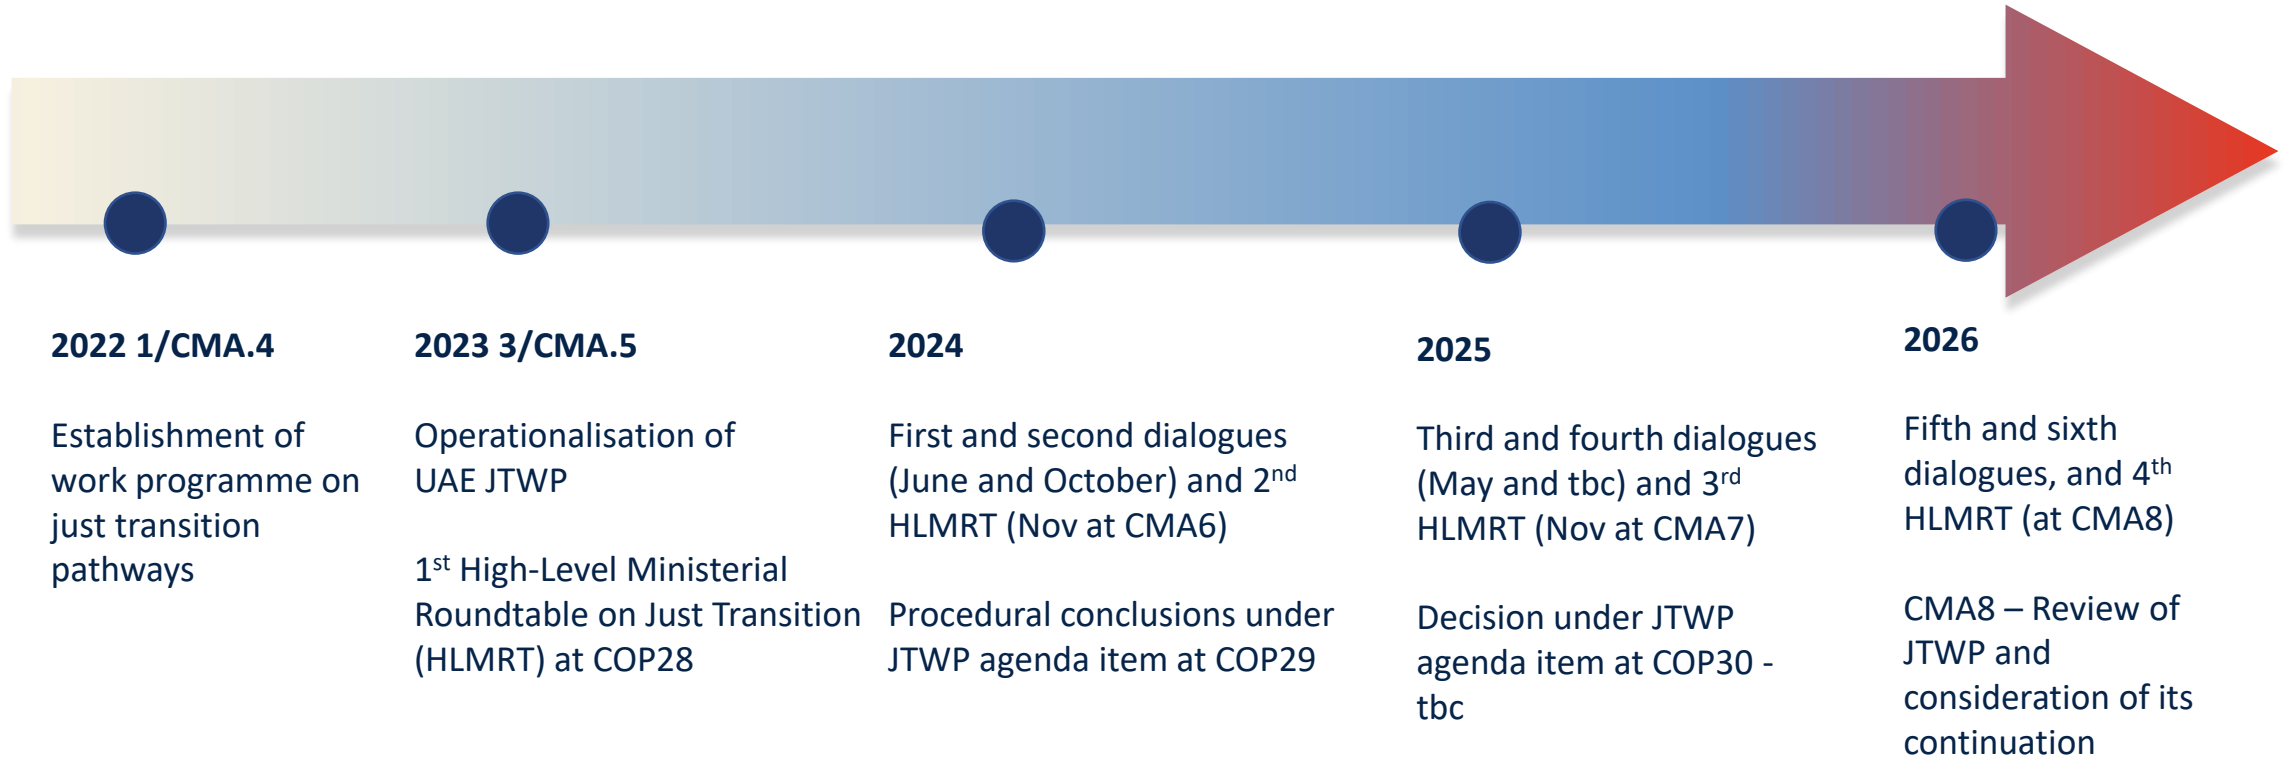 2022 1/CMA.4
Establishment of
work programme on
just transition
pathways
2023 3/CMA.5
Operationalisation of
UAE JTWP
1st High-Level Ministerial
Roundtable on Just Transition
(HLMRT) at COP28
2024
First and second dialogues
(June and October) and 2nd
HLMRT (Nov at CMA6)
Procedural conclusions under
JTWP agenda item at COP29
2025
Third and fourth dialogues
(May and tbc) and 3rd
HLMRT (Nov at CMA7)
Decision under JTWP
agenda item at COP30 -
tbc
2026
Fifth and sixth
dialogues, and 4th
HLMRT (at CMA8)
CMA8 – Review of
JTWP and
consideration of its
continuation